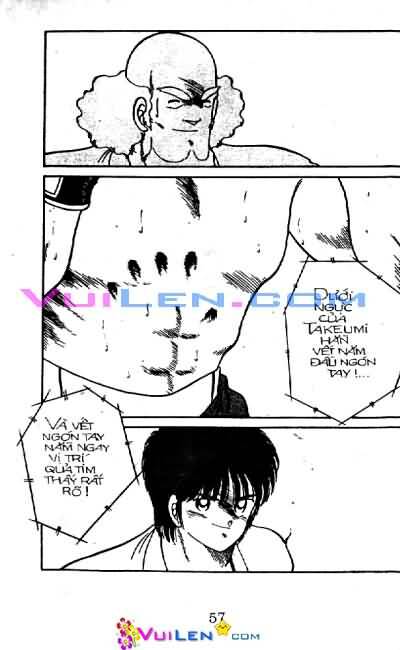 VuiLen.com
DƯỚI
NGỰC
CỦA
TAKEUMI
HẰN
VẾT NĂM
ĐẦU NGÓN
TAY!...
VÀ VẾT
NGÓN TAY
NẰM NGAY
VỊ TRÍ
QUẢ TIM
THẤY RẤT
RÕ!
57
VuiLen.com